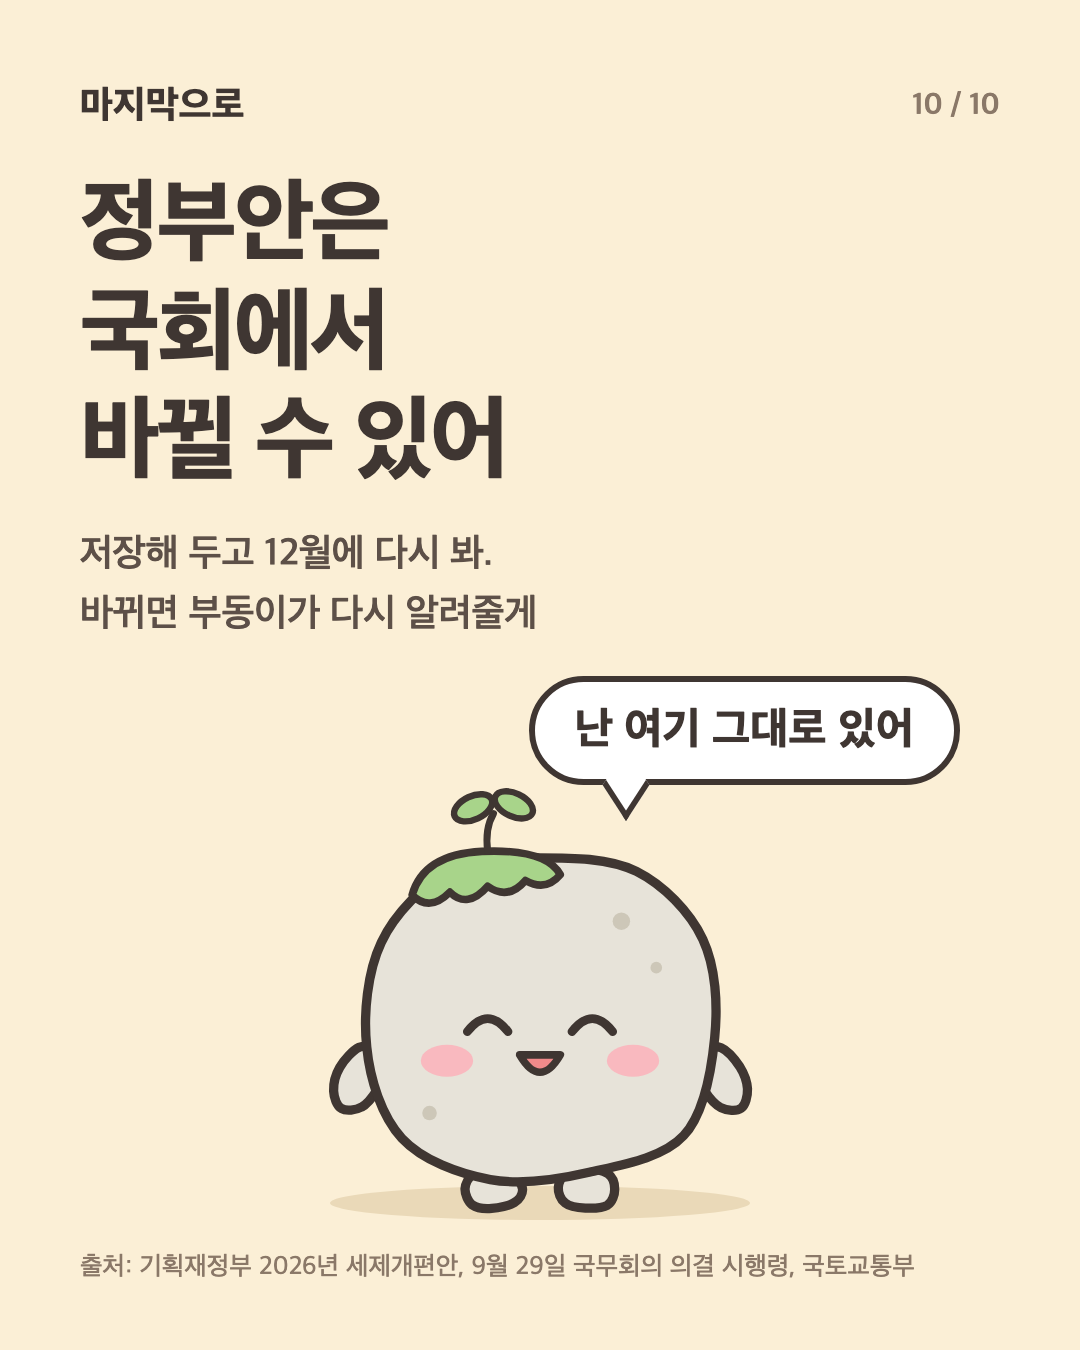 마지막으로
10 / 10
정부안은
국회에서
바뀔 수 있어
저장해 두고 12월에 다시 봐.
바뀌면 부동이가 다시 알려줄게
난 여기 그대로 있어
출처: 기획재정부 2026년 세제개편안, 9월 29일 국무회의 의결 시행령, 국토교통부